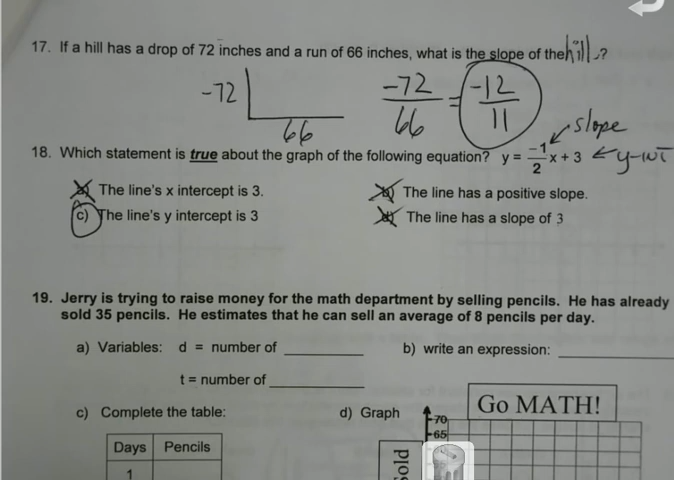 17. If a hill has a drop of 72 inches and a run of 66 inches, what is the slope of the hill?
-72
66
-72
66
=
-12
11
slope
18. Which statement is true about the graph of the following equation? y = -1/2 x + 3 ← y-int
a) The line's x intercept is 3.
b) The line has a positive slope.
c) The line's y intercept is 3
d) The line has a slope of 3
19. Jerry is trying to raise money for the math department by selling pencils. He has already
sold 35 pencils. He estimates that he can sell an average of 8 pencils per day.
a) Variables: d = number of __________
b) write an expression: __________
t = number of __________
c) Complete the table:
d) Graph
Go MATH!
70
65
Days Pencils
1